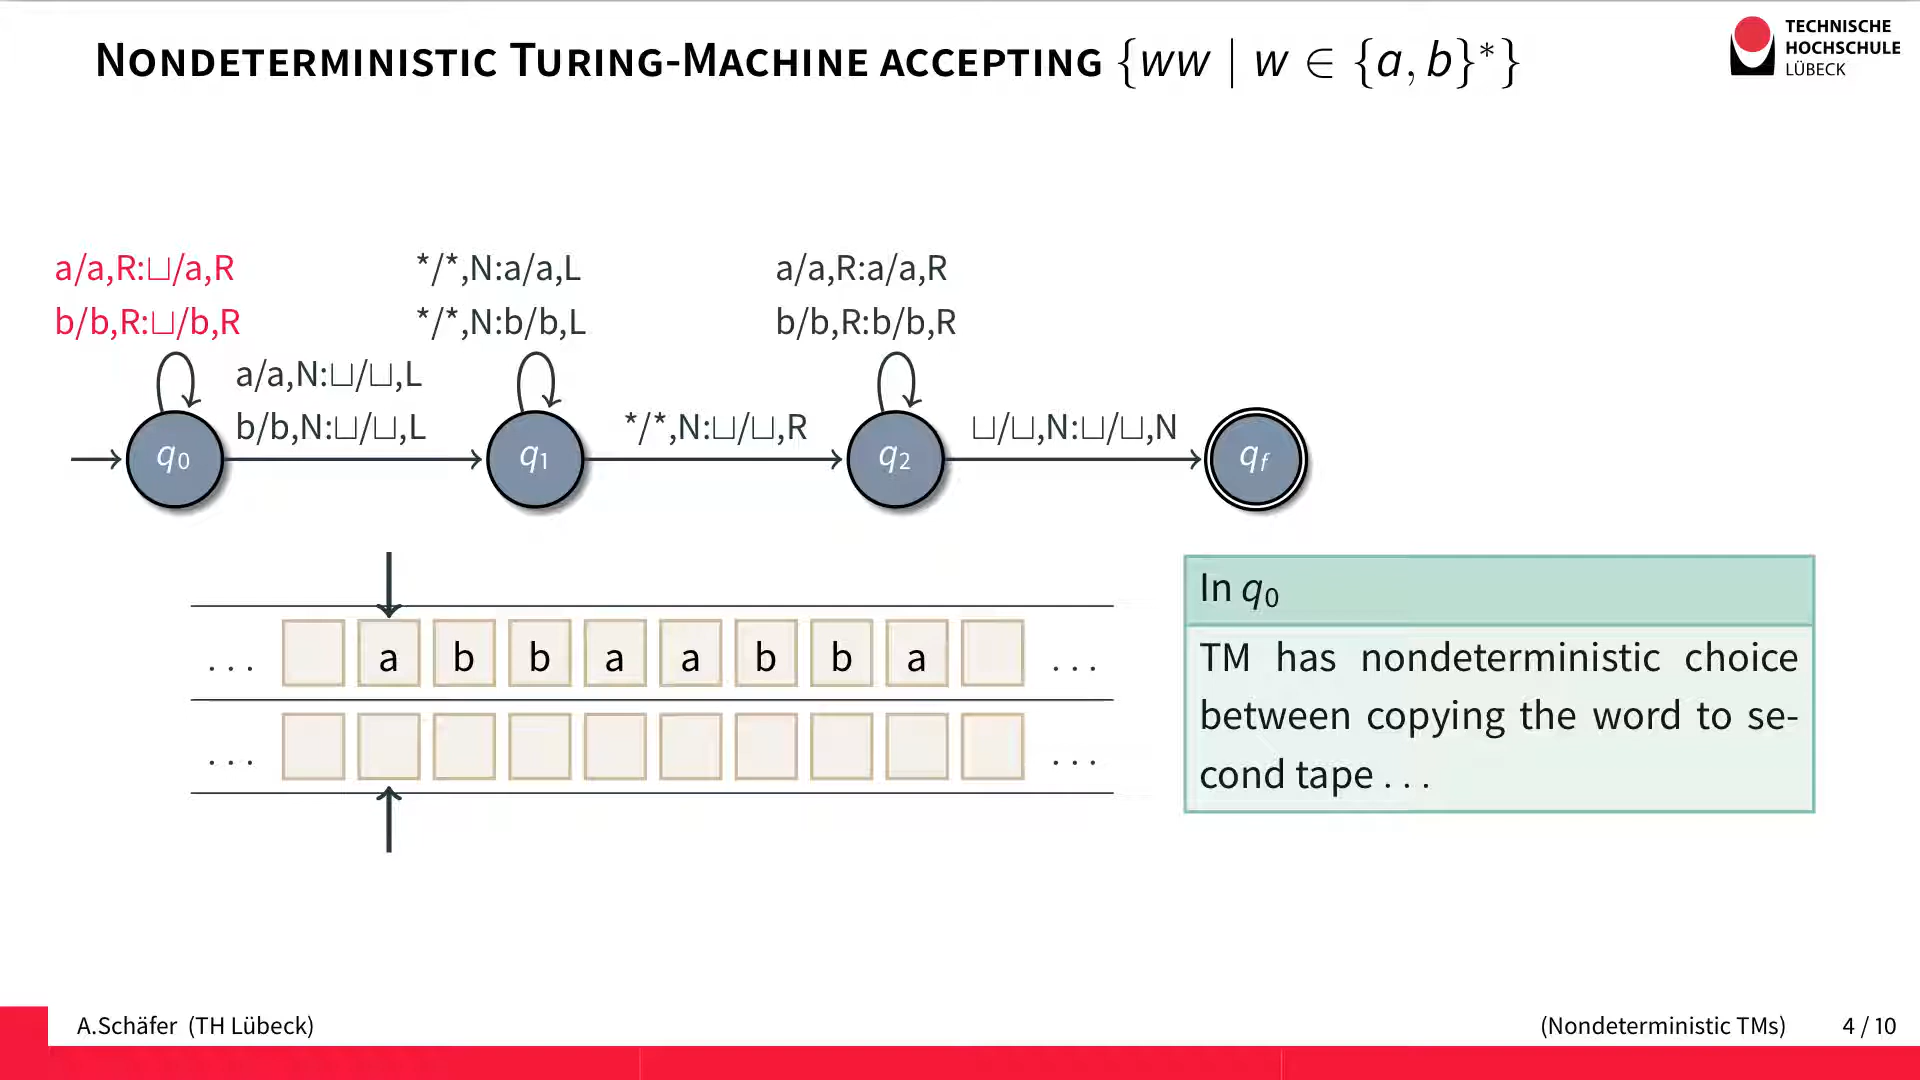 NONDETERMINISTIC TURING-MACHINE ACCEPTING {ww | w ∈ {a, b}*}
TECHNISCHE
HOCHSCHULE
LÜBECK
a/a,R:⊔/a,R
b/b,R:⊔/b,R
*/*,N:a/a,L
*/*,N:b/b,L
a/a,R:a/a,R
b/b,R:b/b,R
a/a,N:⊔/⊔,L
b/b,N:⊔/⊔,L
*/*,N:⊔/⊔,R
⊔/⊔,N:⊔/⊔,N
q₀ q₁ q₂ q_f
... a b b a a b b a ...
... ...
In q₀
TM has nondeterministic choice
between copying the word to se-
cond tape ...
A.Schäfer (TH Lübeck)
(Nondeterministic TMs) 4 / 10